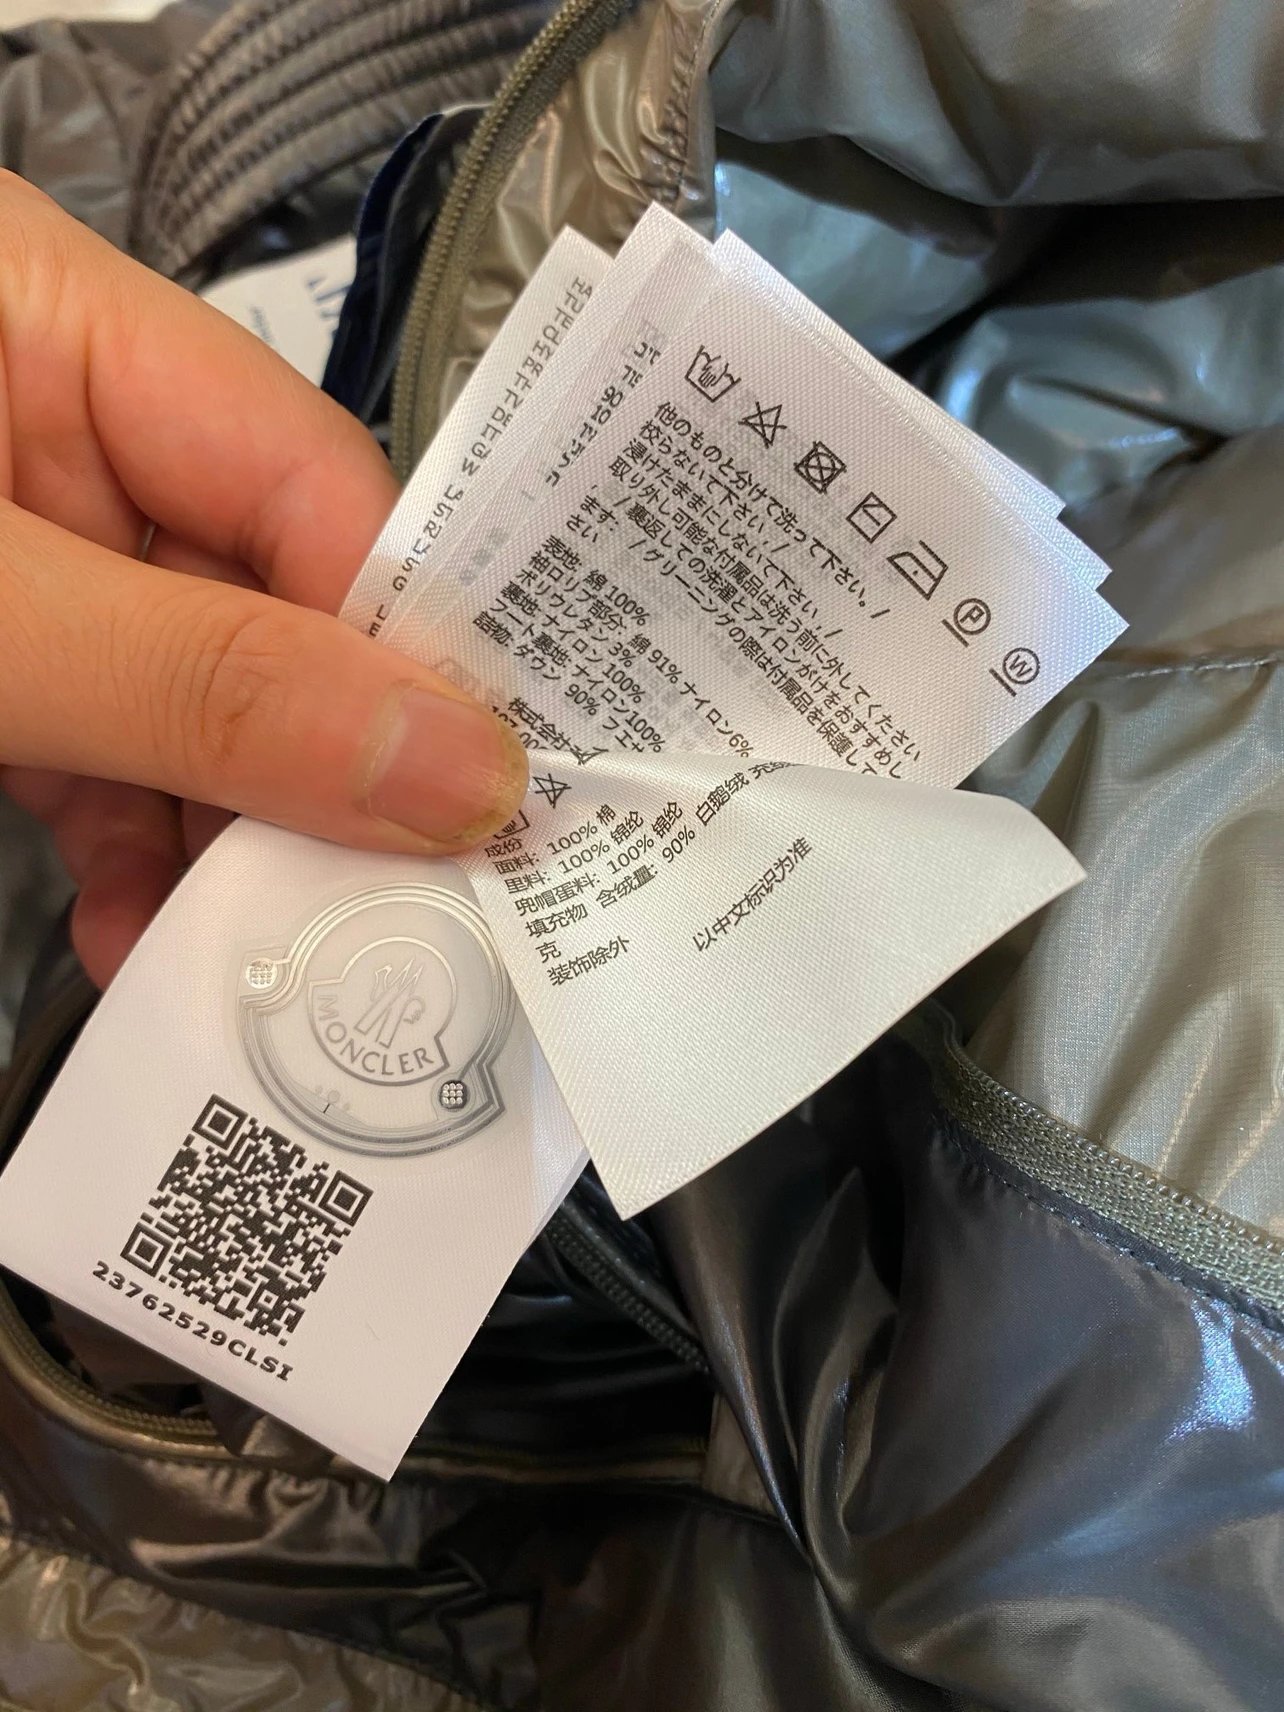 他のものと分けて洗って下さい。/
絞らないで下さい./
浸けたままにしないで下さい./
取り外し可能な付属品は洗う前に外してください
./裏返しての洗濯とアイロンがけをおすすめし
ます: /クリーニングの際は付属品を保護して
さい
表地: 綿 100%
袖口リブ部分: 綿 91% ナイロン6%
ポリウレタン 3%
裏地: ナイロン 100%
フード裏地: ナイロン100%
詰物: ダウン 90%
株式会社
P
W
成份
面料: 100% 棉
里料: 100% 锦纶
兜帽蛋料: 100% 锦纶
填充物 含绒量: 90% 白鹅绒
克
装饰除外
以中文标识为准
MONCLER
23762529CLSI